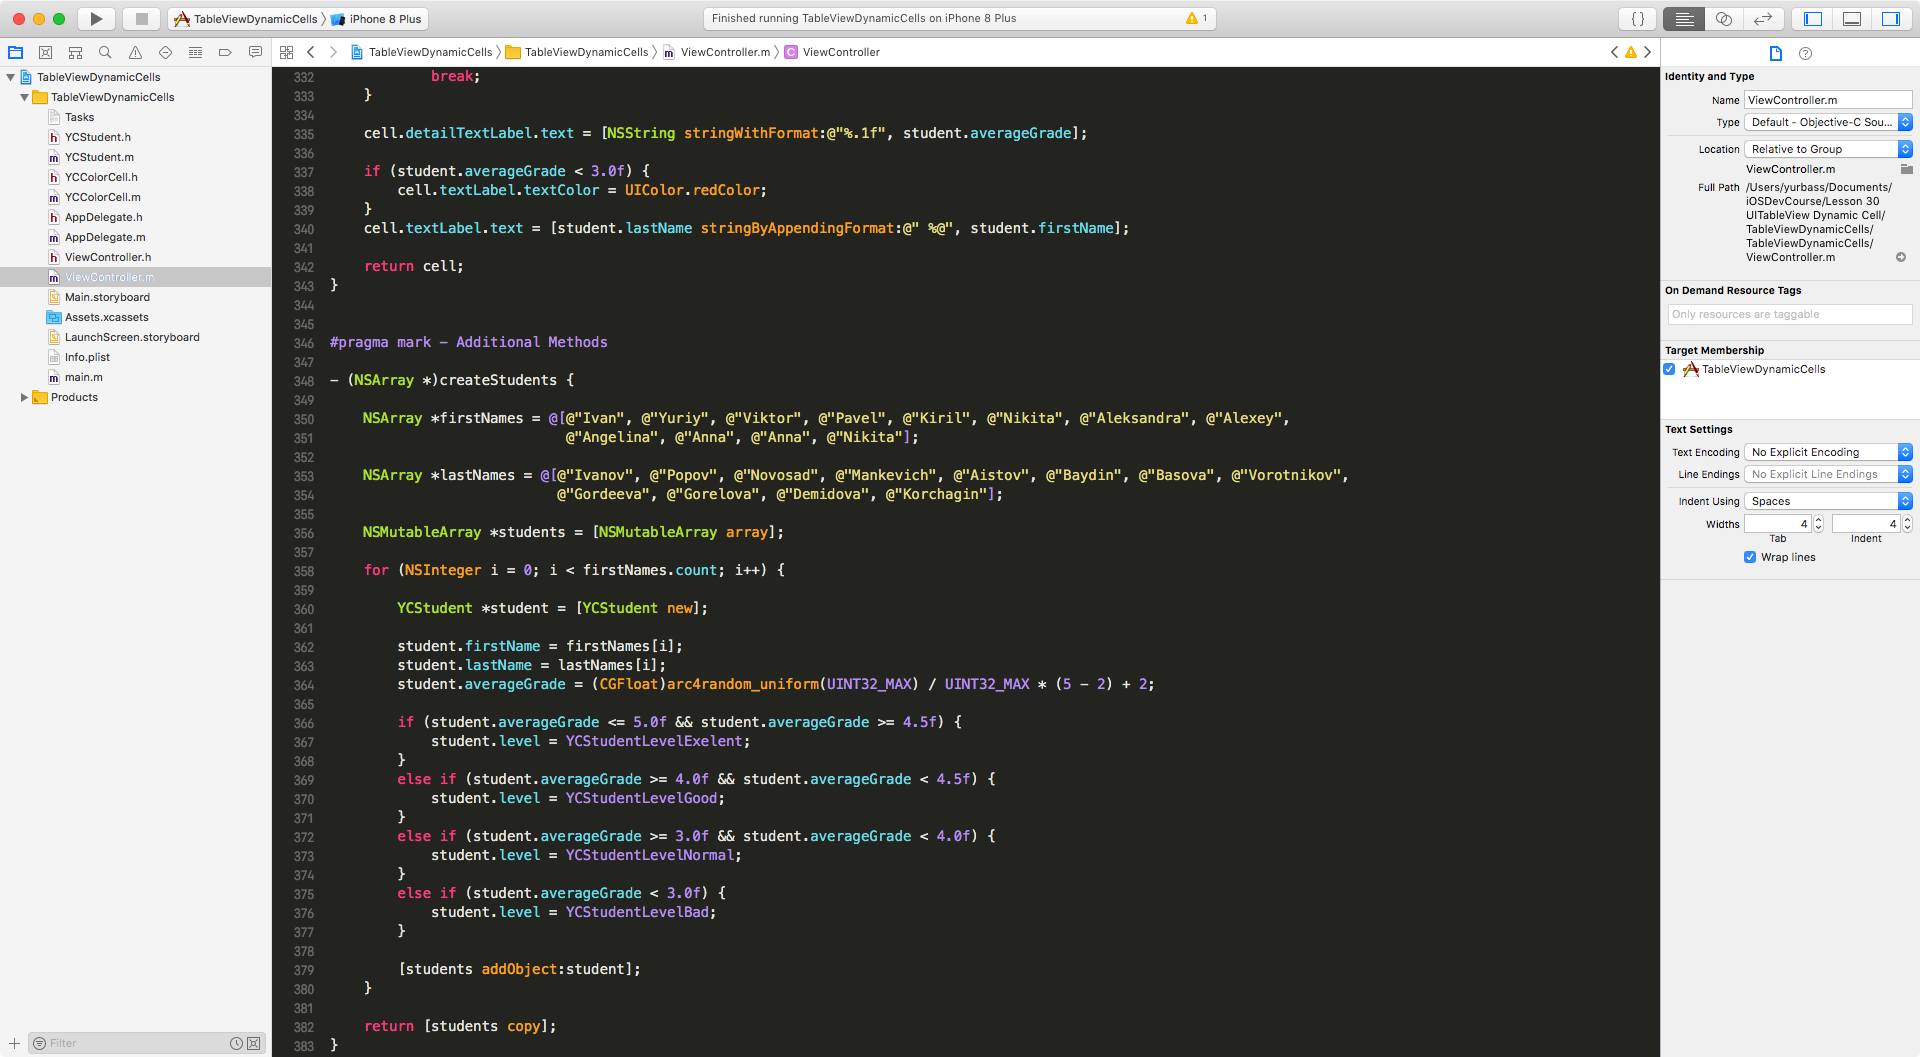 TableViewDynamicCells 〉 iPhone 8 Plus
Finished running TableViewDynamicCells on iPhone 8 Plus
1
{ }
TableViewDynamicCells 〉 TableViewDynamicCells 〉 m ViewController.m 〉 C ViewController
TableViewDynamicCells
TableViewDynamicCells
Tasks
h YCStudent.h
m YCStudent.m
h YCColorCell.h
m YCColorCell.m
h AppDelegate.h
m AppDelegate.m
h ViewController.h
m ViewController.m
Main.storyboard
Assets.xcassets
LaunchScreen.storyboard
Info.plist
m main.m
Products
Filter
332 break;
333 }
334
335 cell.detailTextLabel.text = [NSString stringWithFormat:@"%.1f", student.averageGrade];
336
337 if (student.averageGrade < 3.0f) {
338 cell.textLabel.textColor = UIColor.redColor;
339 }
340 cell.textLabel.text = [student.lastName stringByAppendingFormat:@" %@", student.firstName];
341
342 return cell;
343 }
344
345
346 #pragma mark - Additional Methods
347
348 - (NSArray *)createStudents {
349
350 NSArray *firstNames = @[@"Ivan", @"Yuriy", @"Viktor", @"Pavel", @"Kiril", @"Nikita", @"Aleksandra", @"Alexey",
351 @"Angelina", @"Anna", @"Anna", @"Nikita"];
352
353 NSArray *lastNames = @[@"Ivanov", @"Popov", @"Novosad", @"Mankevich", @"Aistov", @"Baydin", @"Basova", @"Vorotnikov",
354 @"Gordeeva", @"Gorelova", @"Demidova", @"Korchagin"];
355
356 NSMutableArray *students = [NSMutableArray array];
357
358 for (NSInteger i = 0; i < firstNames.count; i++) {
359
360 YCStudent *student = [YCStudent new];
361
362 student.firstName = firstNames[i];
363 student.lastName = lastNames[i];
364 student.averageGrade = (CGFloat)arc4random_uniform(UINT32_MAX) / UINT32_MAX * (5 - 2) + 2;
365
366 if (student.averageGrade <= 5.0f && student.averageGrade >= 4.5f) {
367 student.level = YCStudentLevelExelent;
368 }
369 else if (student.averageGrade >= 4.0f && student.averageGrade < 4.5f) {
370 student.level = YCStudentLevelGood;
371 }
372 else if (student.averageGrade >= 3.0f && student.averageGrade < 4.0f) {
373 student.level = YCStudentLevelNormal;
374 }
375 else if (student.averageGrade < 3.0f) {
376 student.level = YCStudentLevelBad;
377 }
378
379 [students addObject:student];
380 }
381
382 return [students copy];
383 }
Identity and Type
Name ViewController.m
Type Default - Objective-C Sou...
Location Relative to Group
ViewController.m
Full Path /Users/yurbass/Documents/
iOSDevCourse/Lesson 30
UITableView Dynamic Cell/
TableViewDynamicCells/
TableViewDynamicCells/
ViewController.m
On Demand Resource Tags
Only resources are taggable
Target Membership
TableViewDynamicCells
Text Settings
Text Encoding No Explicit Encoding
Line Endings No Explicit Line Endings
Indent Using Spaces
Widths 4 4
Tab Indent
Wrap lines